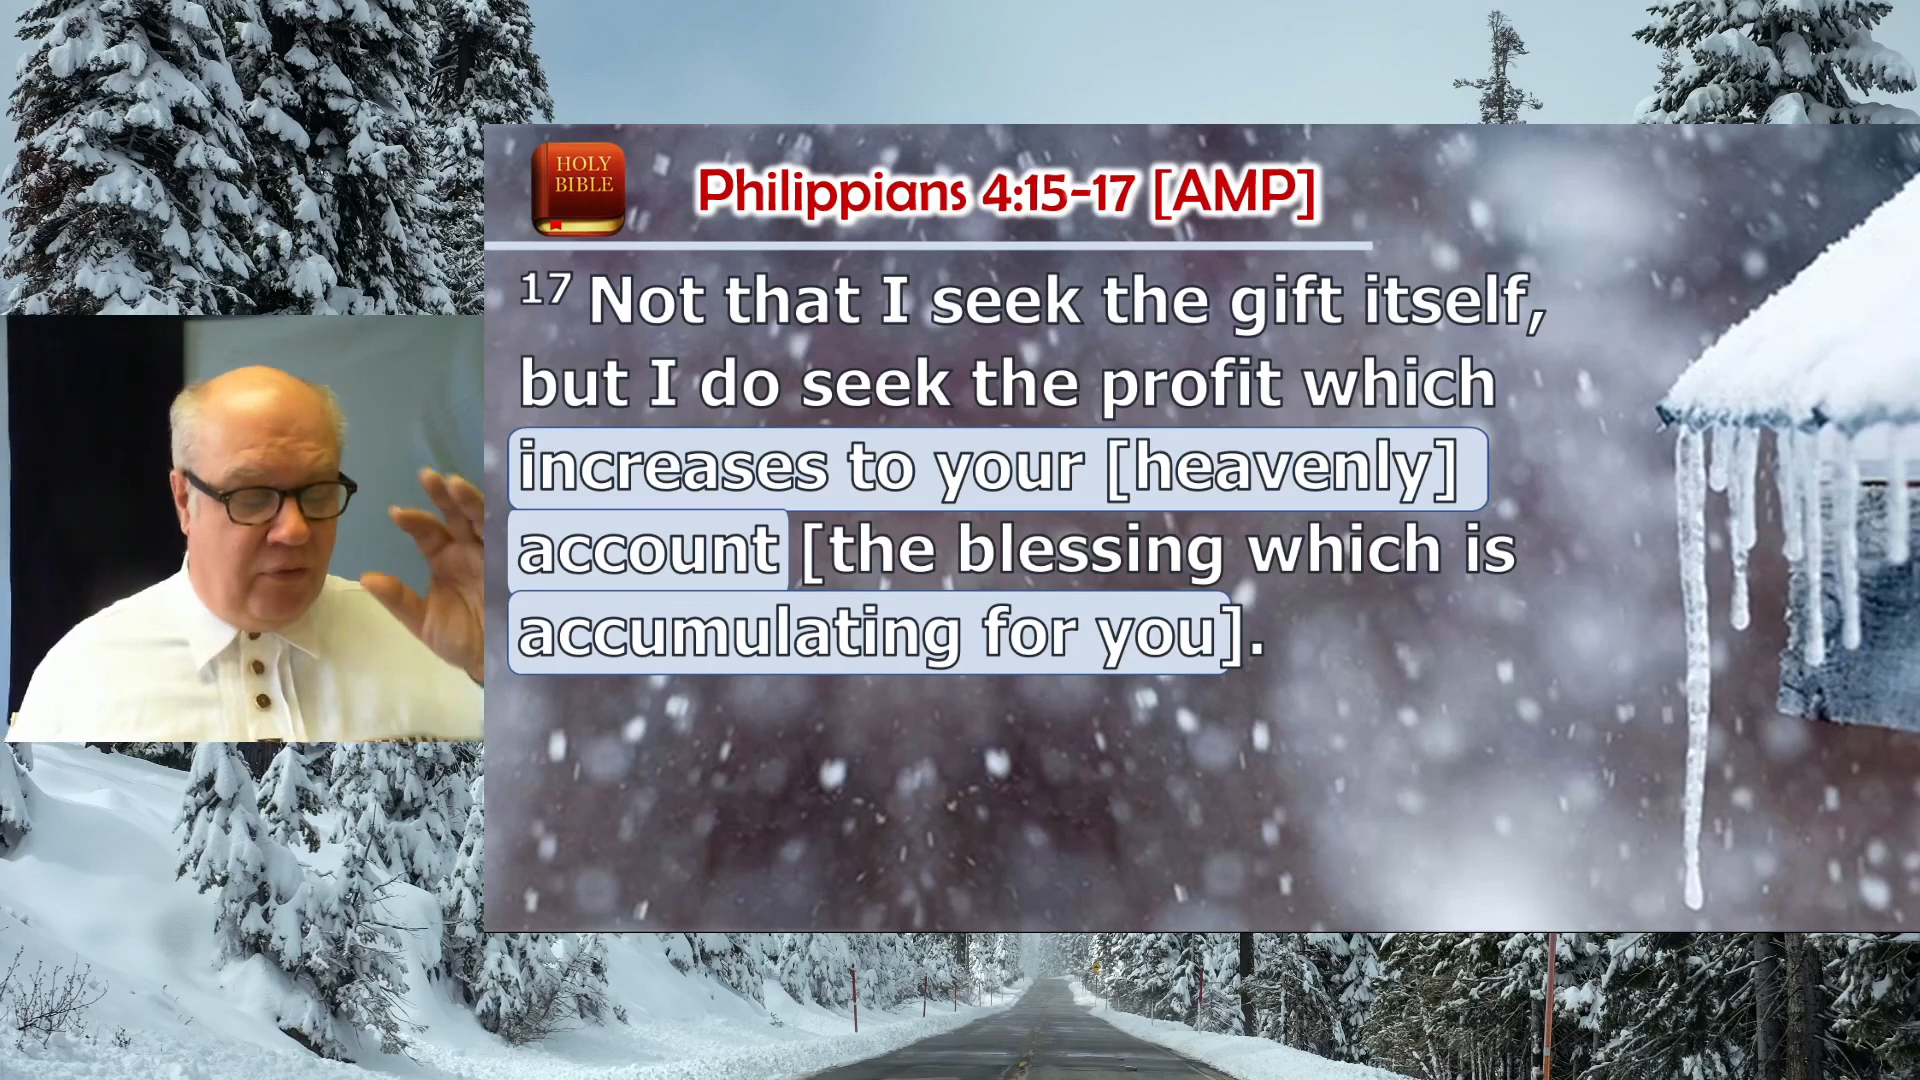 HOLY
BIBLE
Philippians 4:15-17 [AMP]
17 Not that I seek the gift itself,
but I do seek the profit which
increases to your [heavenly]
account [the blessing which is
accumulating for you].